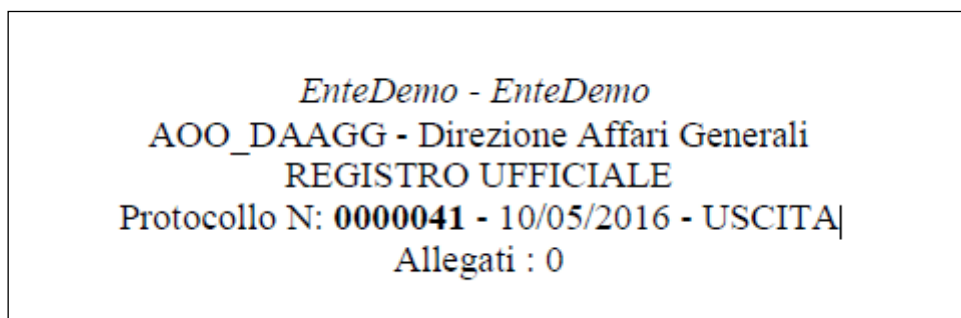 EnteDemo - EnteDemo
AOO_DAAGG - Direzione Affari Generali
REGISTRO UFFICIALE
Protocollo N: 0000041 - 10/05/2016 - USCITA
Allegati : 0